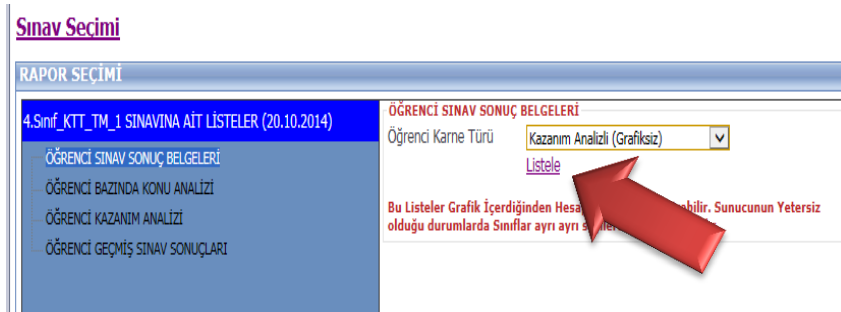 Sınav Seçimi
RAPOR SEÇİMİ
4.Sınıf_KTT_TM_1 SINAVINA AİT LİSTELER (20.10.2014)
ÖĞRENCİ SINAV SONUÇ BELGELERİ
ÖĞRENCİ BAZINDA KONU ANALİZİ
ÖĞRENCİ KAZANIM ANALİZİ
ÖĞRENCİ GEÇMİŞ SINAV SONUÇLARI
ÖĞRENCİ SINAV SONUÇ BELGELERİ
Öğrenci Karne Türü Kazanım Analizli (Grafiksiz)
Listele
Bu Listeler Grafik İçerdiğinden Sunucunun Yetersiz
olduğu durumlarda Sınıflar ayrı ayrı